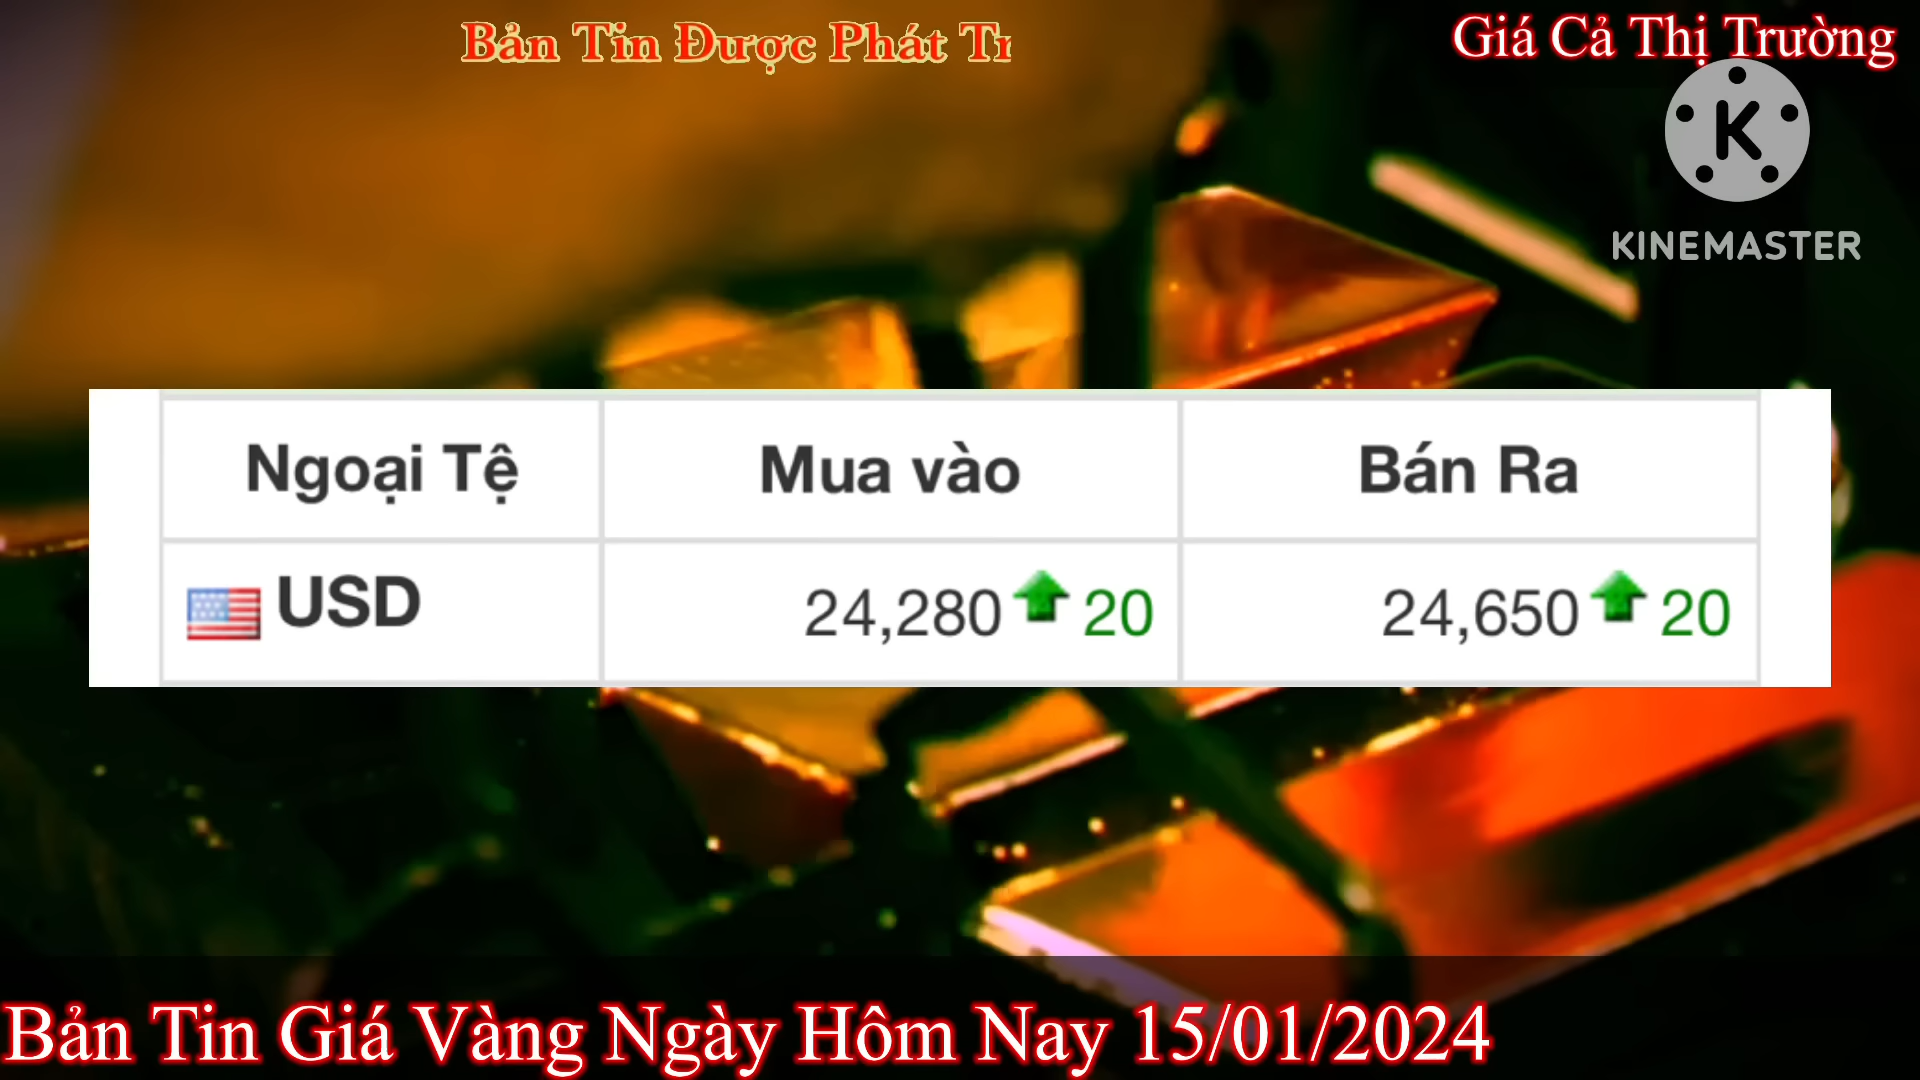 Bản Tin Được Phát
Giá Cả Thị Trường
K
KINEMASTER
Ngoại Tệ Mua vào Bán Ra
USD 24,280 20 24,650 20
Bản Tin Giá Vàng Ngày Hôm Nay 15/01/2024